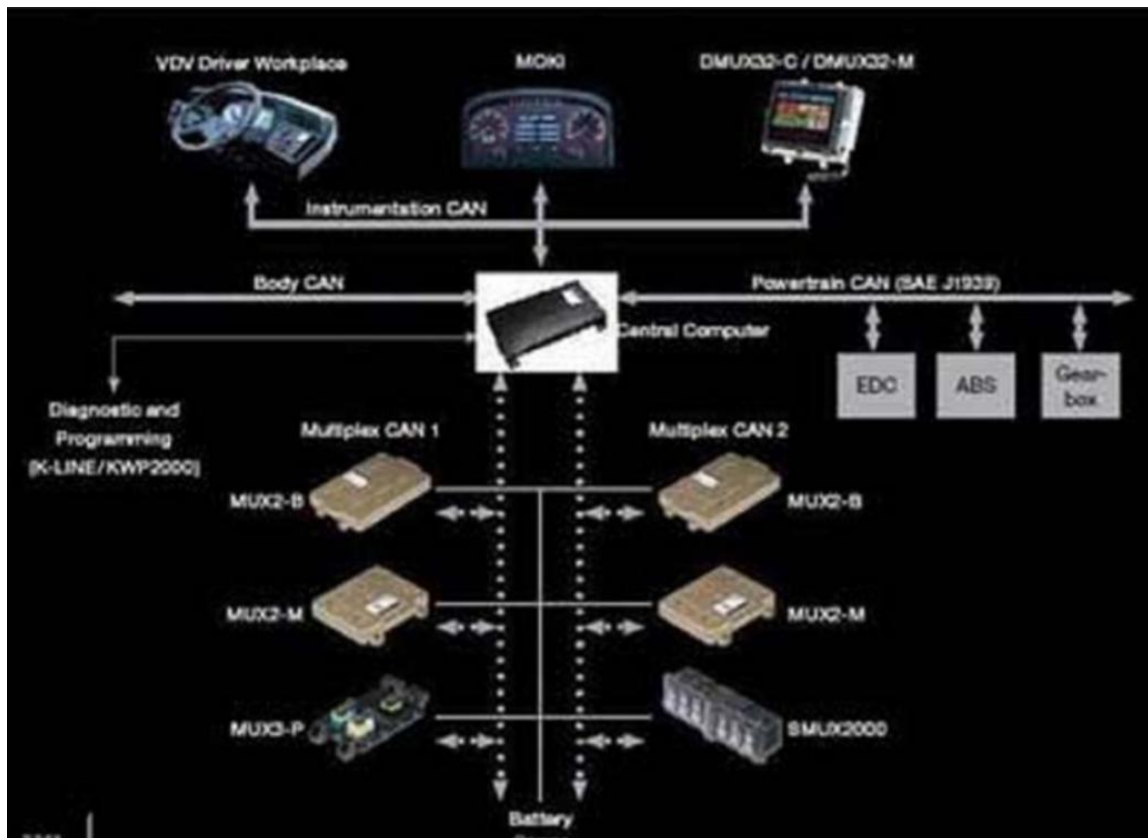 VDV Driver Workplace
MOKI
DMUX32-C / DMUX32-M
Instrumentation CAN
Body CAN
Powertrain CAN (SAE J1939)
Central Computer
EDC
ABS
Gear-
box
Diagnostic and
Programming
[K-LINE/KWP2000]
Multiplex CAN 1
Multiplex CAN 2
MUX2-B
MUX2-B
MUX2-M
MUX2-M
MUX3-P
SMUX2000
Battery